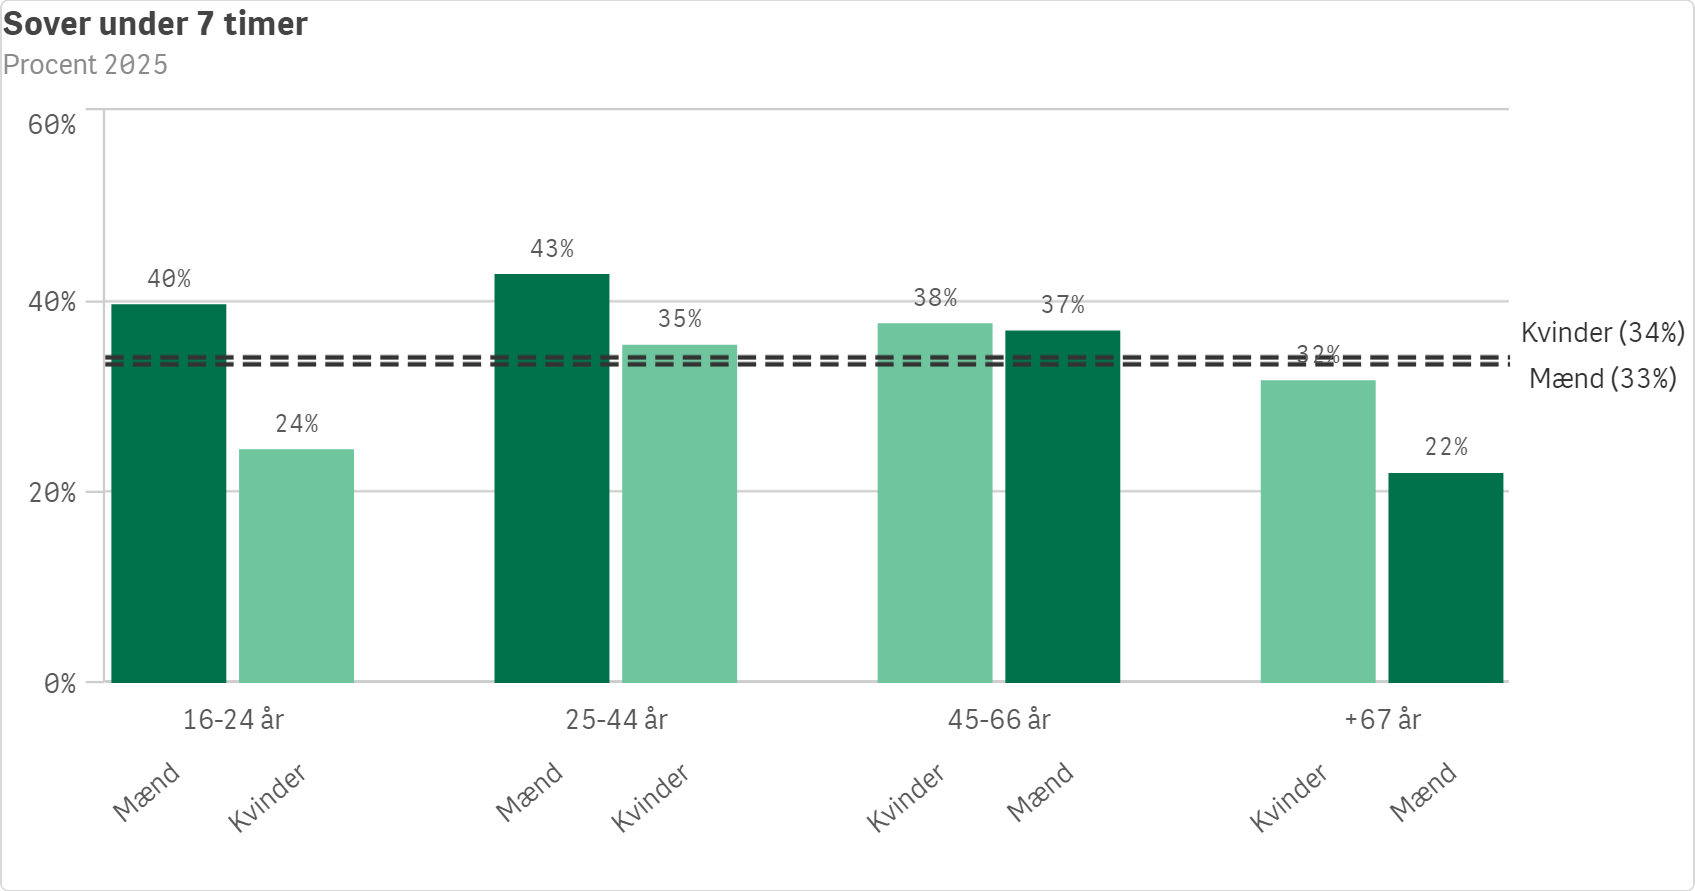 Sover under 7 timer
Procent 2025
60%
40%
20%
0%
40%
24%
43%
35%
38%
37%
32%
22%
Kvinder (34%)
Mænd (33%)
16-24 år
25-44 år
45-66 år
+67 år
Mænd
Kvinder
Mænd
Kvinder
Kvinder
Mænd
Kvinder
Mænd